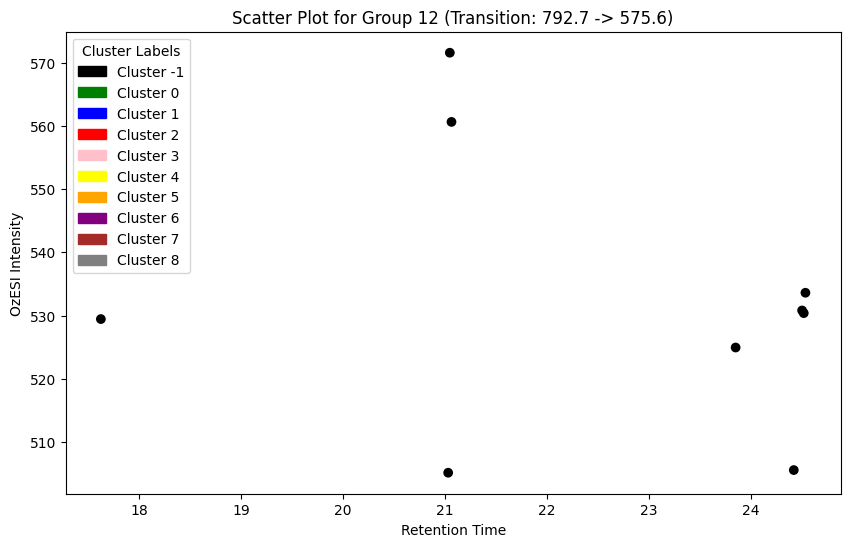 Scatter Plot for Group 12 (Transition: 792.7 -> 575.6)
Cluster Labels
Cluster -1
Cluster 0
Cluster 1
Cluster 2
Cluster 3
Cluster 4
Cluster 5
Cluster 6
Cluster 7
Cluster 8
OzESI Intensity
570
560
550
540
530
520
510
18 19 20 21 22 23 24
Retention Time